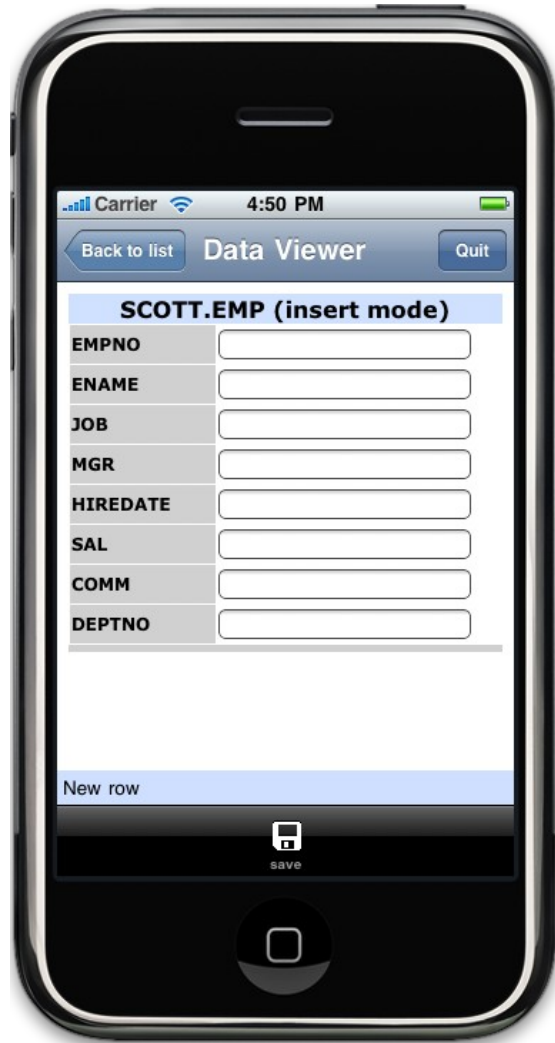 Carrier 4:50 PM
Back to list Data Viewer Quit
SCOTT.EMP (insert mode)
EMPNO
ENAME
JOB
MGR
HIREDATE
SAL
COMM
DEPTNO
New row
save